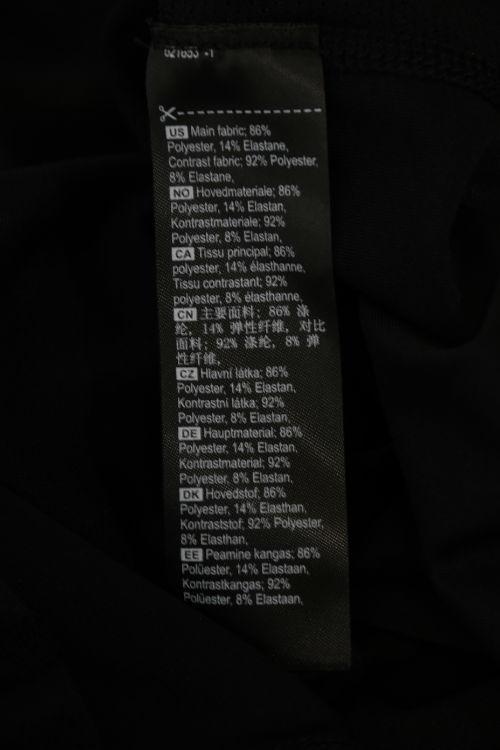 021653 -1
US Main fabric; 86%
Polyester, 14% Elastane,
Contrast fabric; 92% Polyester,
8% Elastane,
NO Hovedmateriale; 86%
Polyester, 14% Elastan,
Kontrastmateriale; 92%
Polyester, 8% Elastan,
CA Tissu principal; 86%
polyester, 14% élasthanne,
Tissu contrastant; 92%
polyester, 8% élasthanne,
CN 主要面料; 86% 涤
纶, 14% 弹性纤维, 对比
面料; 92% 涤纶, 8% 弹
性纤维,
CZ Hlavní látka; 86%
Polyester, 14% Elastan,
Kontrastní látka; 92%
Polyester, 8% Elastan,
DE Hauptmaterial; 86%
Polyester, 14% Elastan,
Kontrastmaterial; 92%
Polyester, 8% Elastan,
DK Hovedstof; 86%
Polyester, 14% Elasthan,
Kontraststof; 92% Polyester,
8% Elasthan,
EE Peamine kangas; 86%
Polüester, 14% Elastaan,
Kontrastkangas; 92%
Polüester, 8% Elastaan,